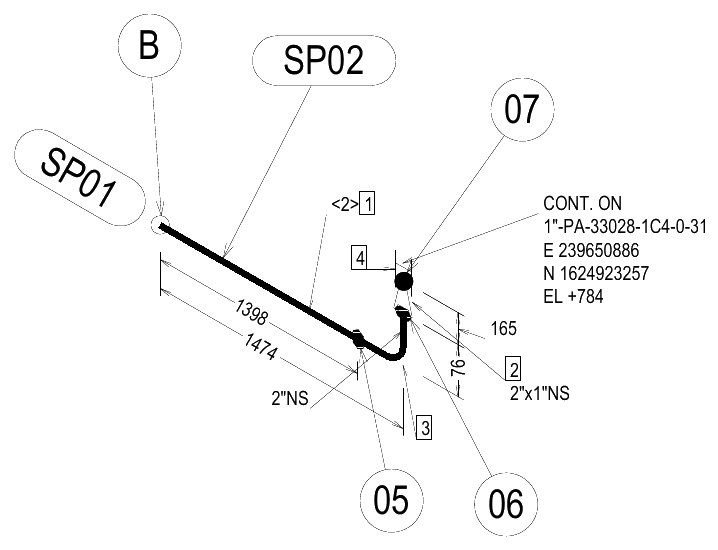 B
SP02
07
SP01
<2> 1
CONT. ON
1"-PA-33028-1C4-0-31
E 239650886
N 1624923257
EL +784
4
1398
1474
165
76
2
2"x1"NS
2"NS
3
05
06